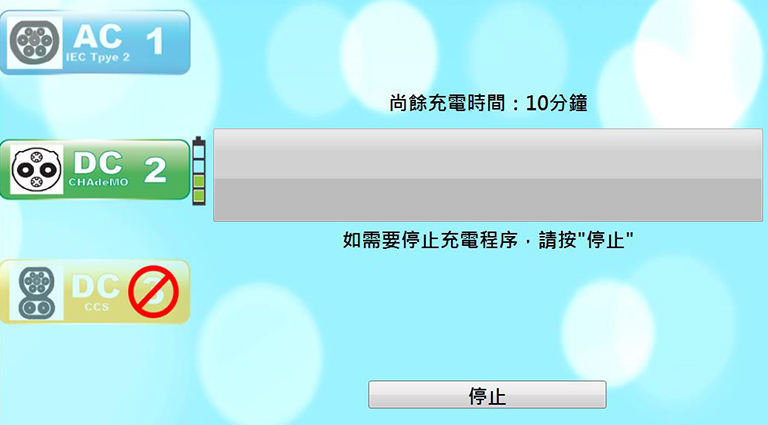 AC 1
IEC Tpye 2
尚餘充電時間：10分鐘
DC 2
CHAdeMO
如需要停止充電程序，請按"停止"
DC 3
CCS
停止